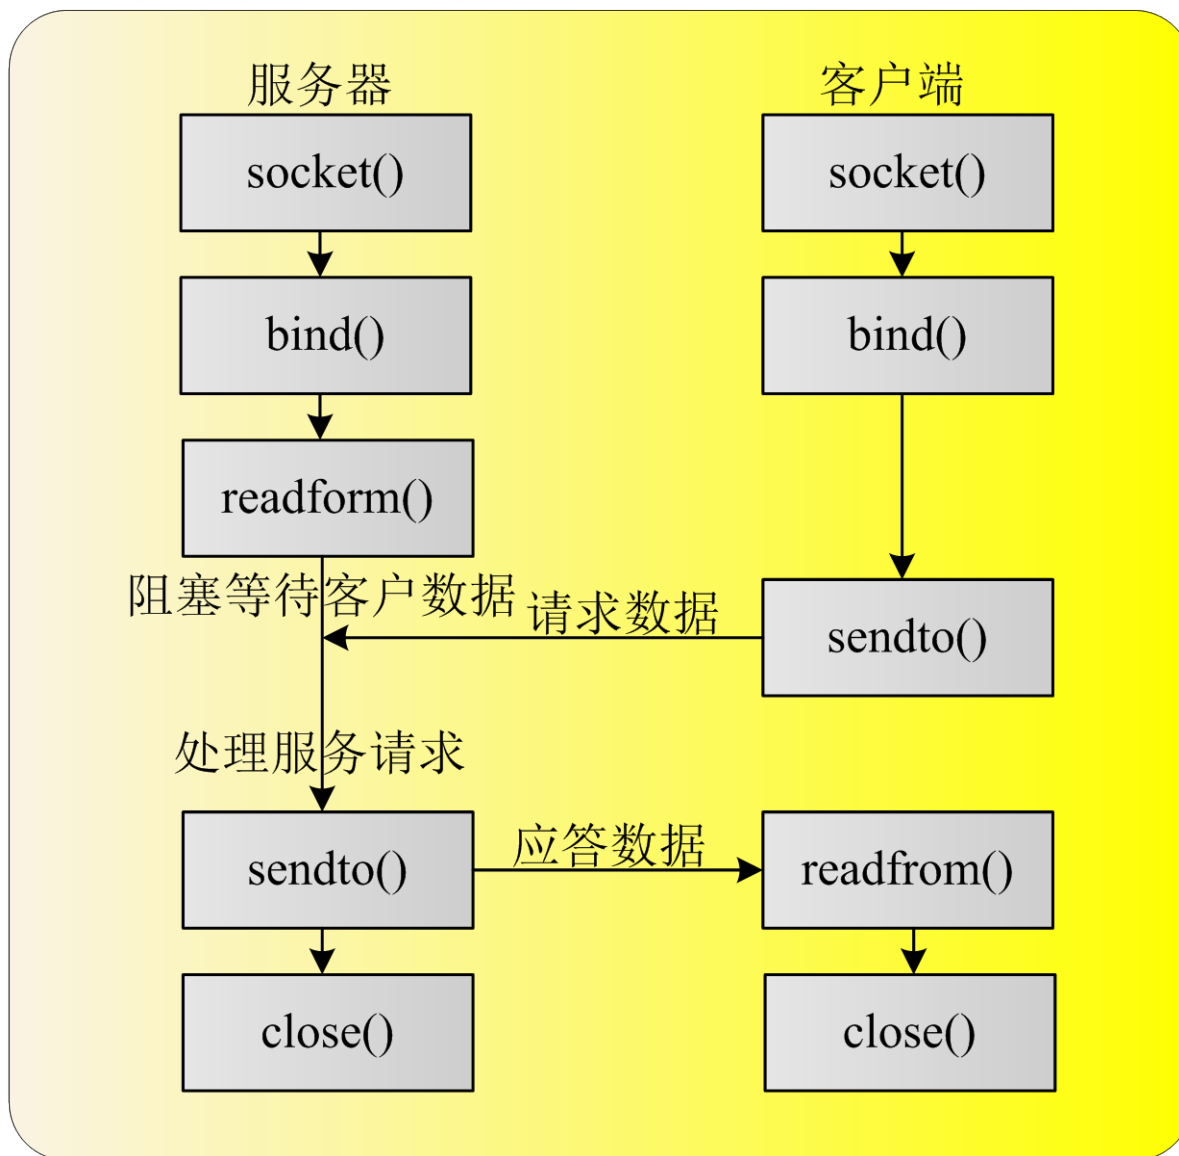 服务器
客户端
socket()
socket()
bind()
bind()
readform()
阻塞等待客户数据
请求数据
sendto()
处理服务请求
sendto()
应答数据
readfrom()
close()
close()